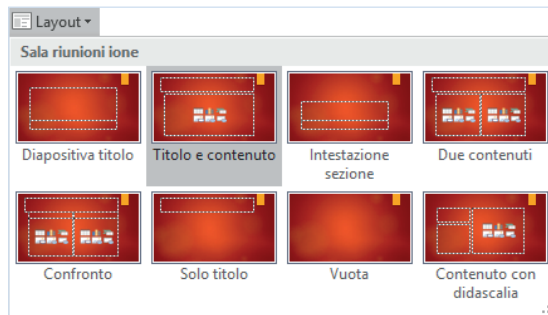 Layout
Sala riunioni ione
Diapositiva titolo
Titolo e contenuto
Intestazione
sezione
Due contenuti
Confronto
Solo titolo
Vuota
Contenuto con
didascalia